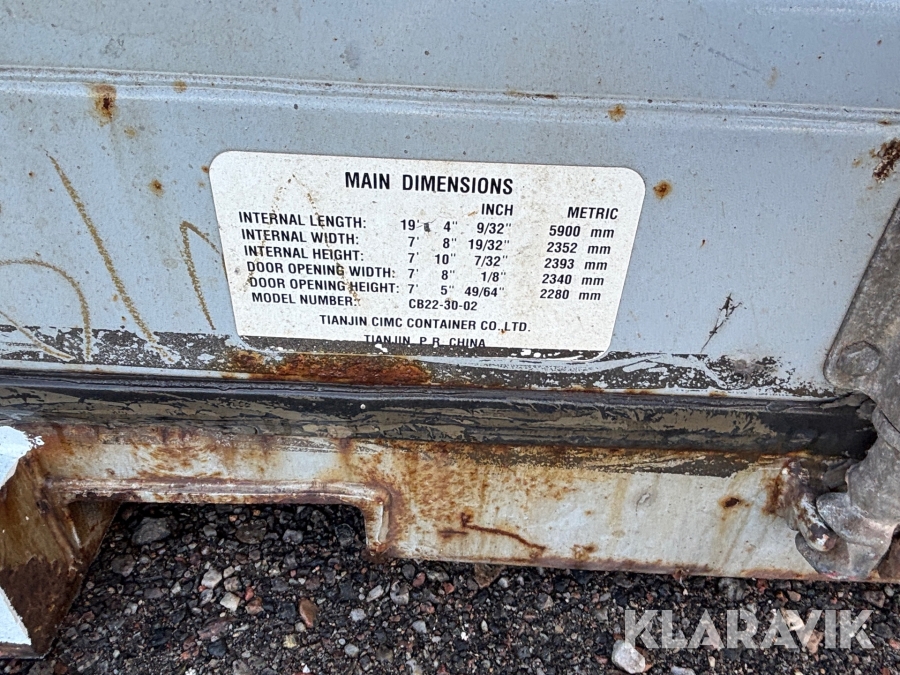 MAIN DIMENSIONS
INCH METRIC
INTERNAL LENGTH: 19' 4" 9/32" 5900 mm
INTERNAL WIDTH: 7' 8" 19/32" 2352 mm
INTERNAL HEIGHT: 7' 10" 7/32" 2393 mm
DOOR OPENING WIDTH: 7' 8" 1/8" 2340 mm
DOOR OPENING HEIGHT: 7' 5" 49/64" 2280 mm
MODEL NUMBER: CB22-30-02
TIANJIN CIMC CONTAINER CO.,LTD.
TIANJIN, P.R. CHINA
KLARAVIK